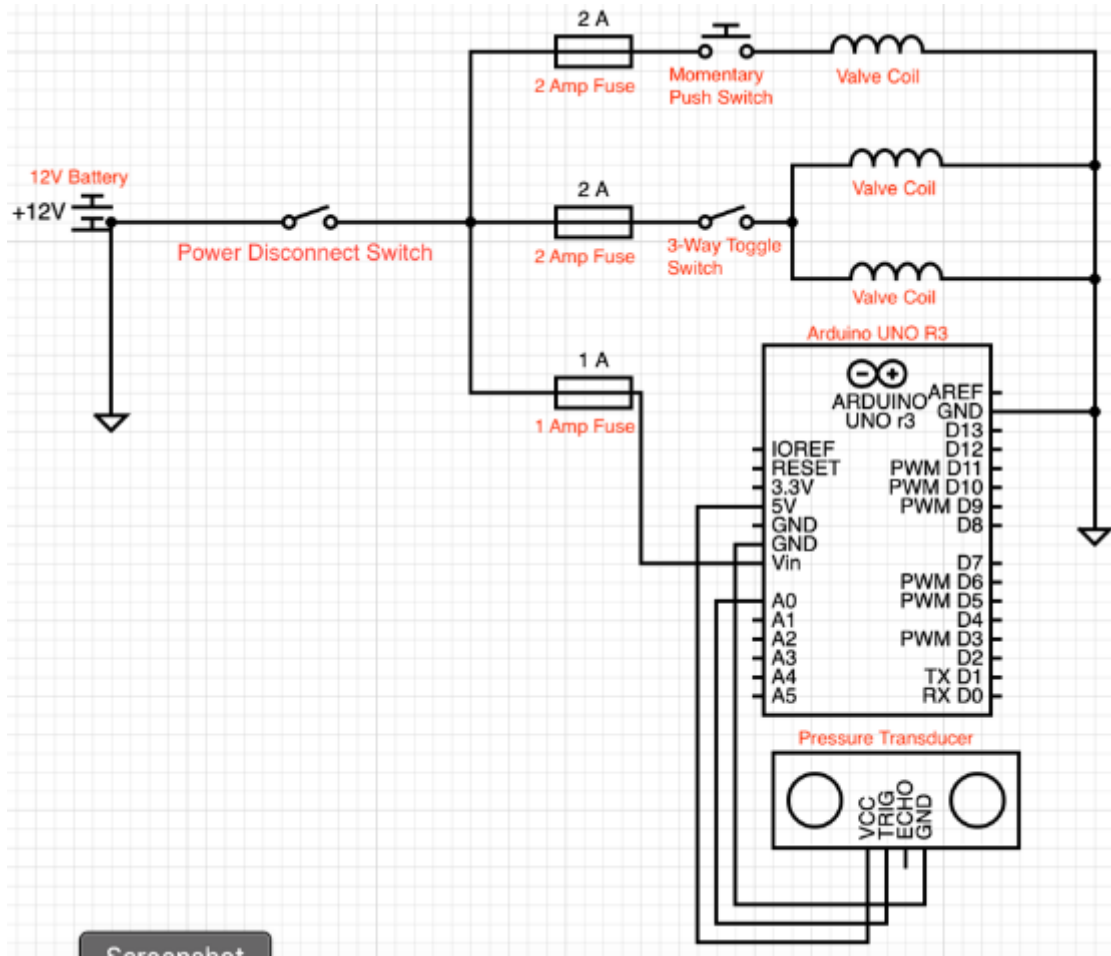 2 A
2 Amp Fuse
Momentary
Push Switch
Valve Coil
12V Battery
+12V
Power Disconnect Switch
2 A
2 Amp Fuse
3-Way Toggle
Switch
Valve Coil
Valve Coil
1 A
1 Amp Fuse
Arduino UNO R3
ARDUINO
UNO r3
IOREF
RESET
3.3V
5V
GND
GND
Vin
A0
A1
A2
A3
A4
A5
AREF
GND
D13
D12
PWM D11
PWM D10
PWM D9
D8
D7
PWM D6
PWM D5
D4
PWM D3
D2
TX D1
RX D0
Pressure Transducer
VCC
TRIG
ECHO
GND
Screenshot